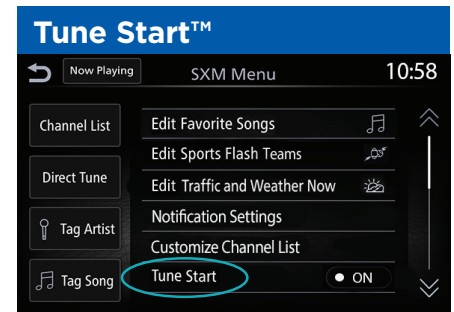 Tune Start™
Now Playing
SXM Menu
10:58
Channel List
Direct Tune
Tag Artist
Tag Song
Edit Favorite Songs
Edit Sports Flash Teams
Edit Traffic and Weather Now
Notification Settings
Customize Channel List
Tune Start
ON